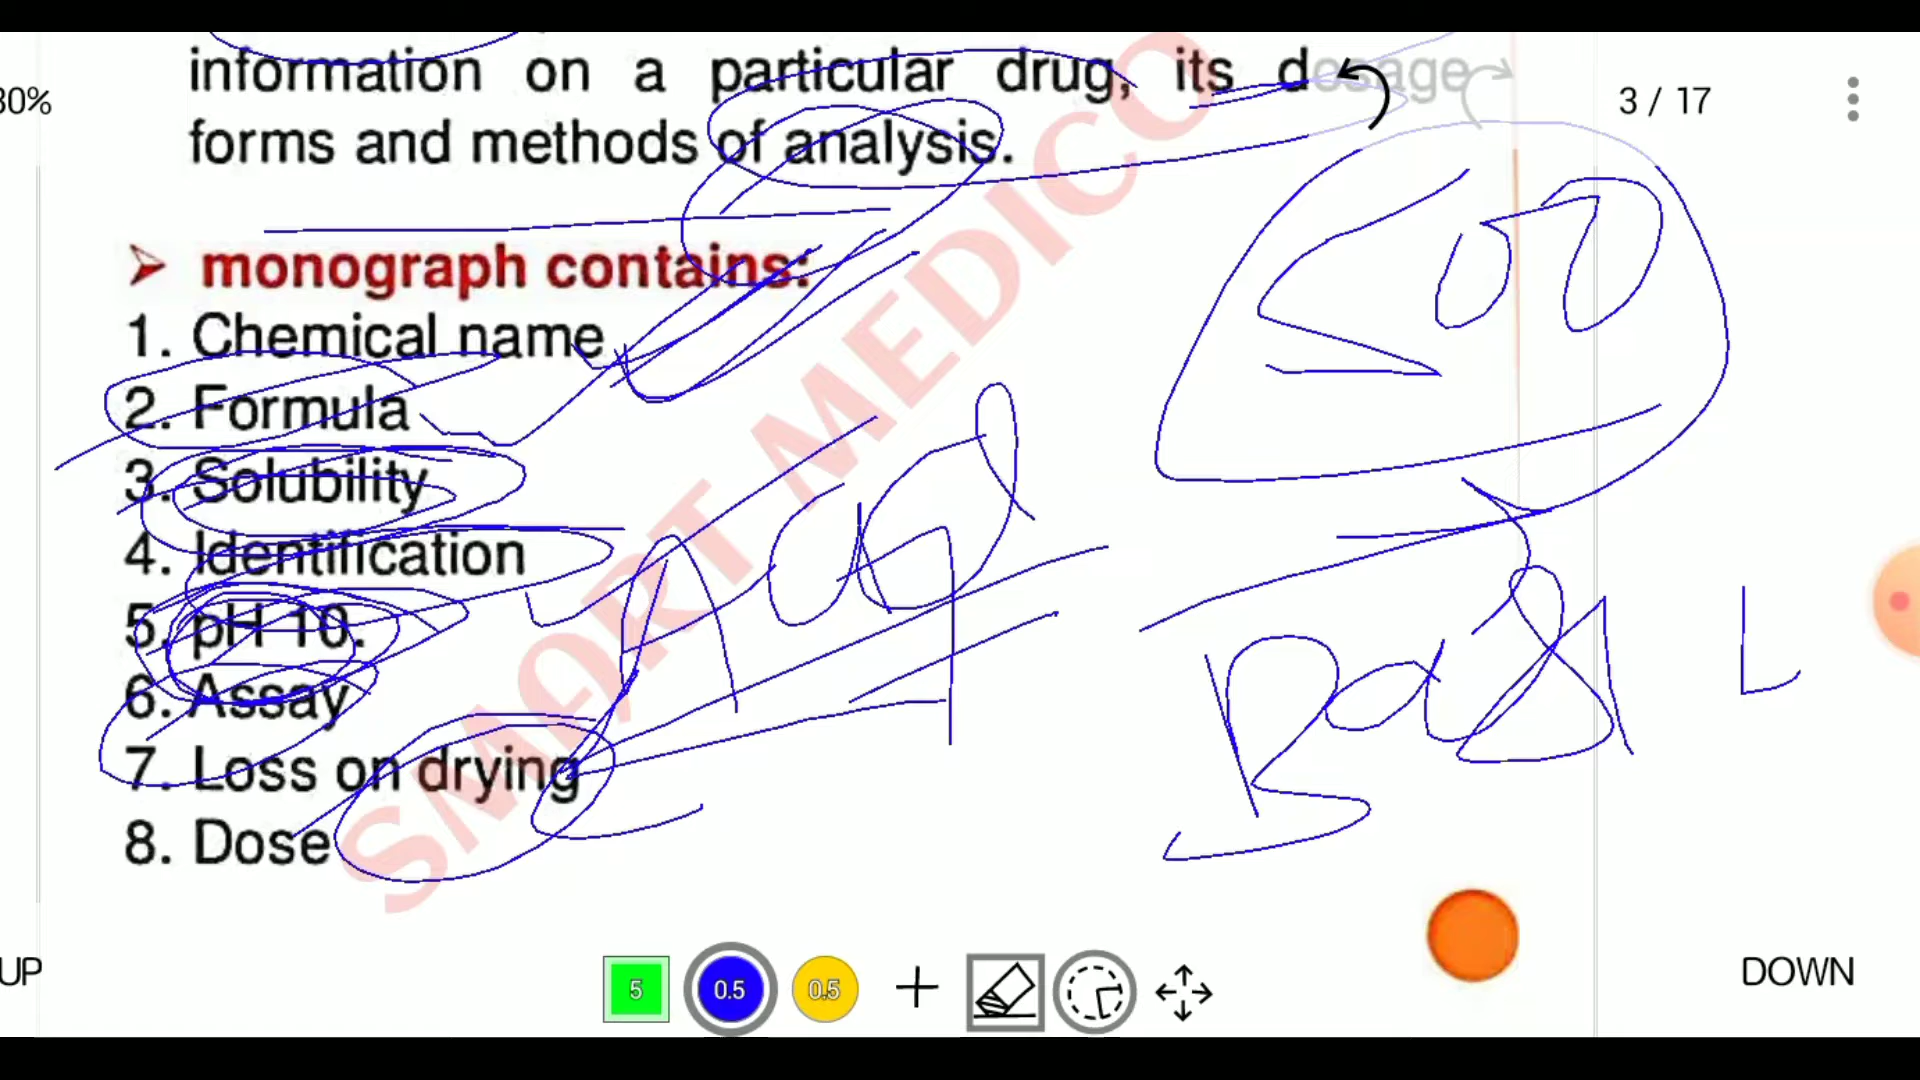 information on a particular drug, its dosage
forms and methods of analysis.
30%
3 / 17
monograph contains:
1. Chemical name
2. Formula
3. Solubility
4. Identification
5. pH 10.
6. Assay
7. Loss on drying
8. Dose
SMART MEDICO
UP
5
0.5
0.5
DOWN